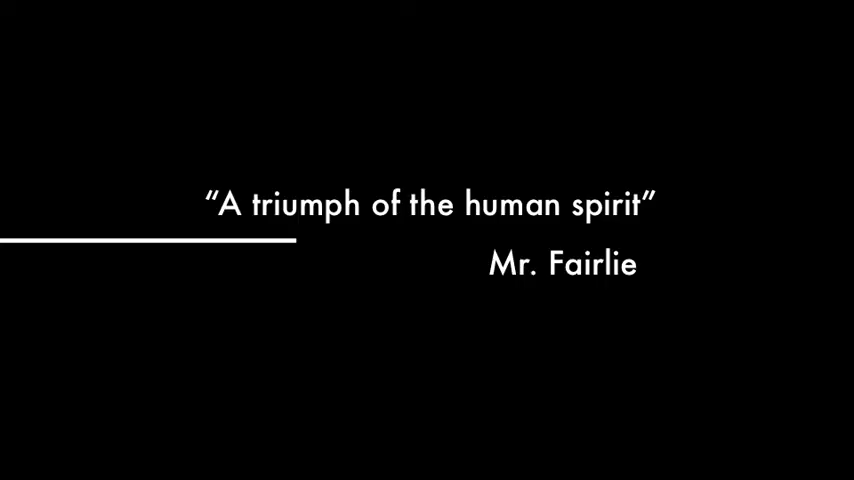 “A triumph of the human spirit”
Mr. Fairlie